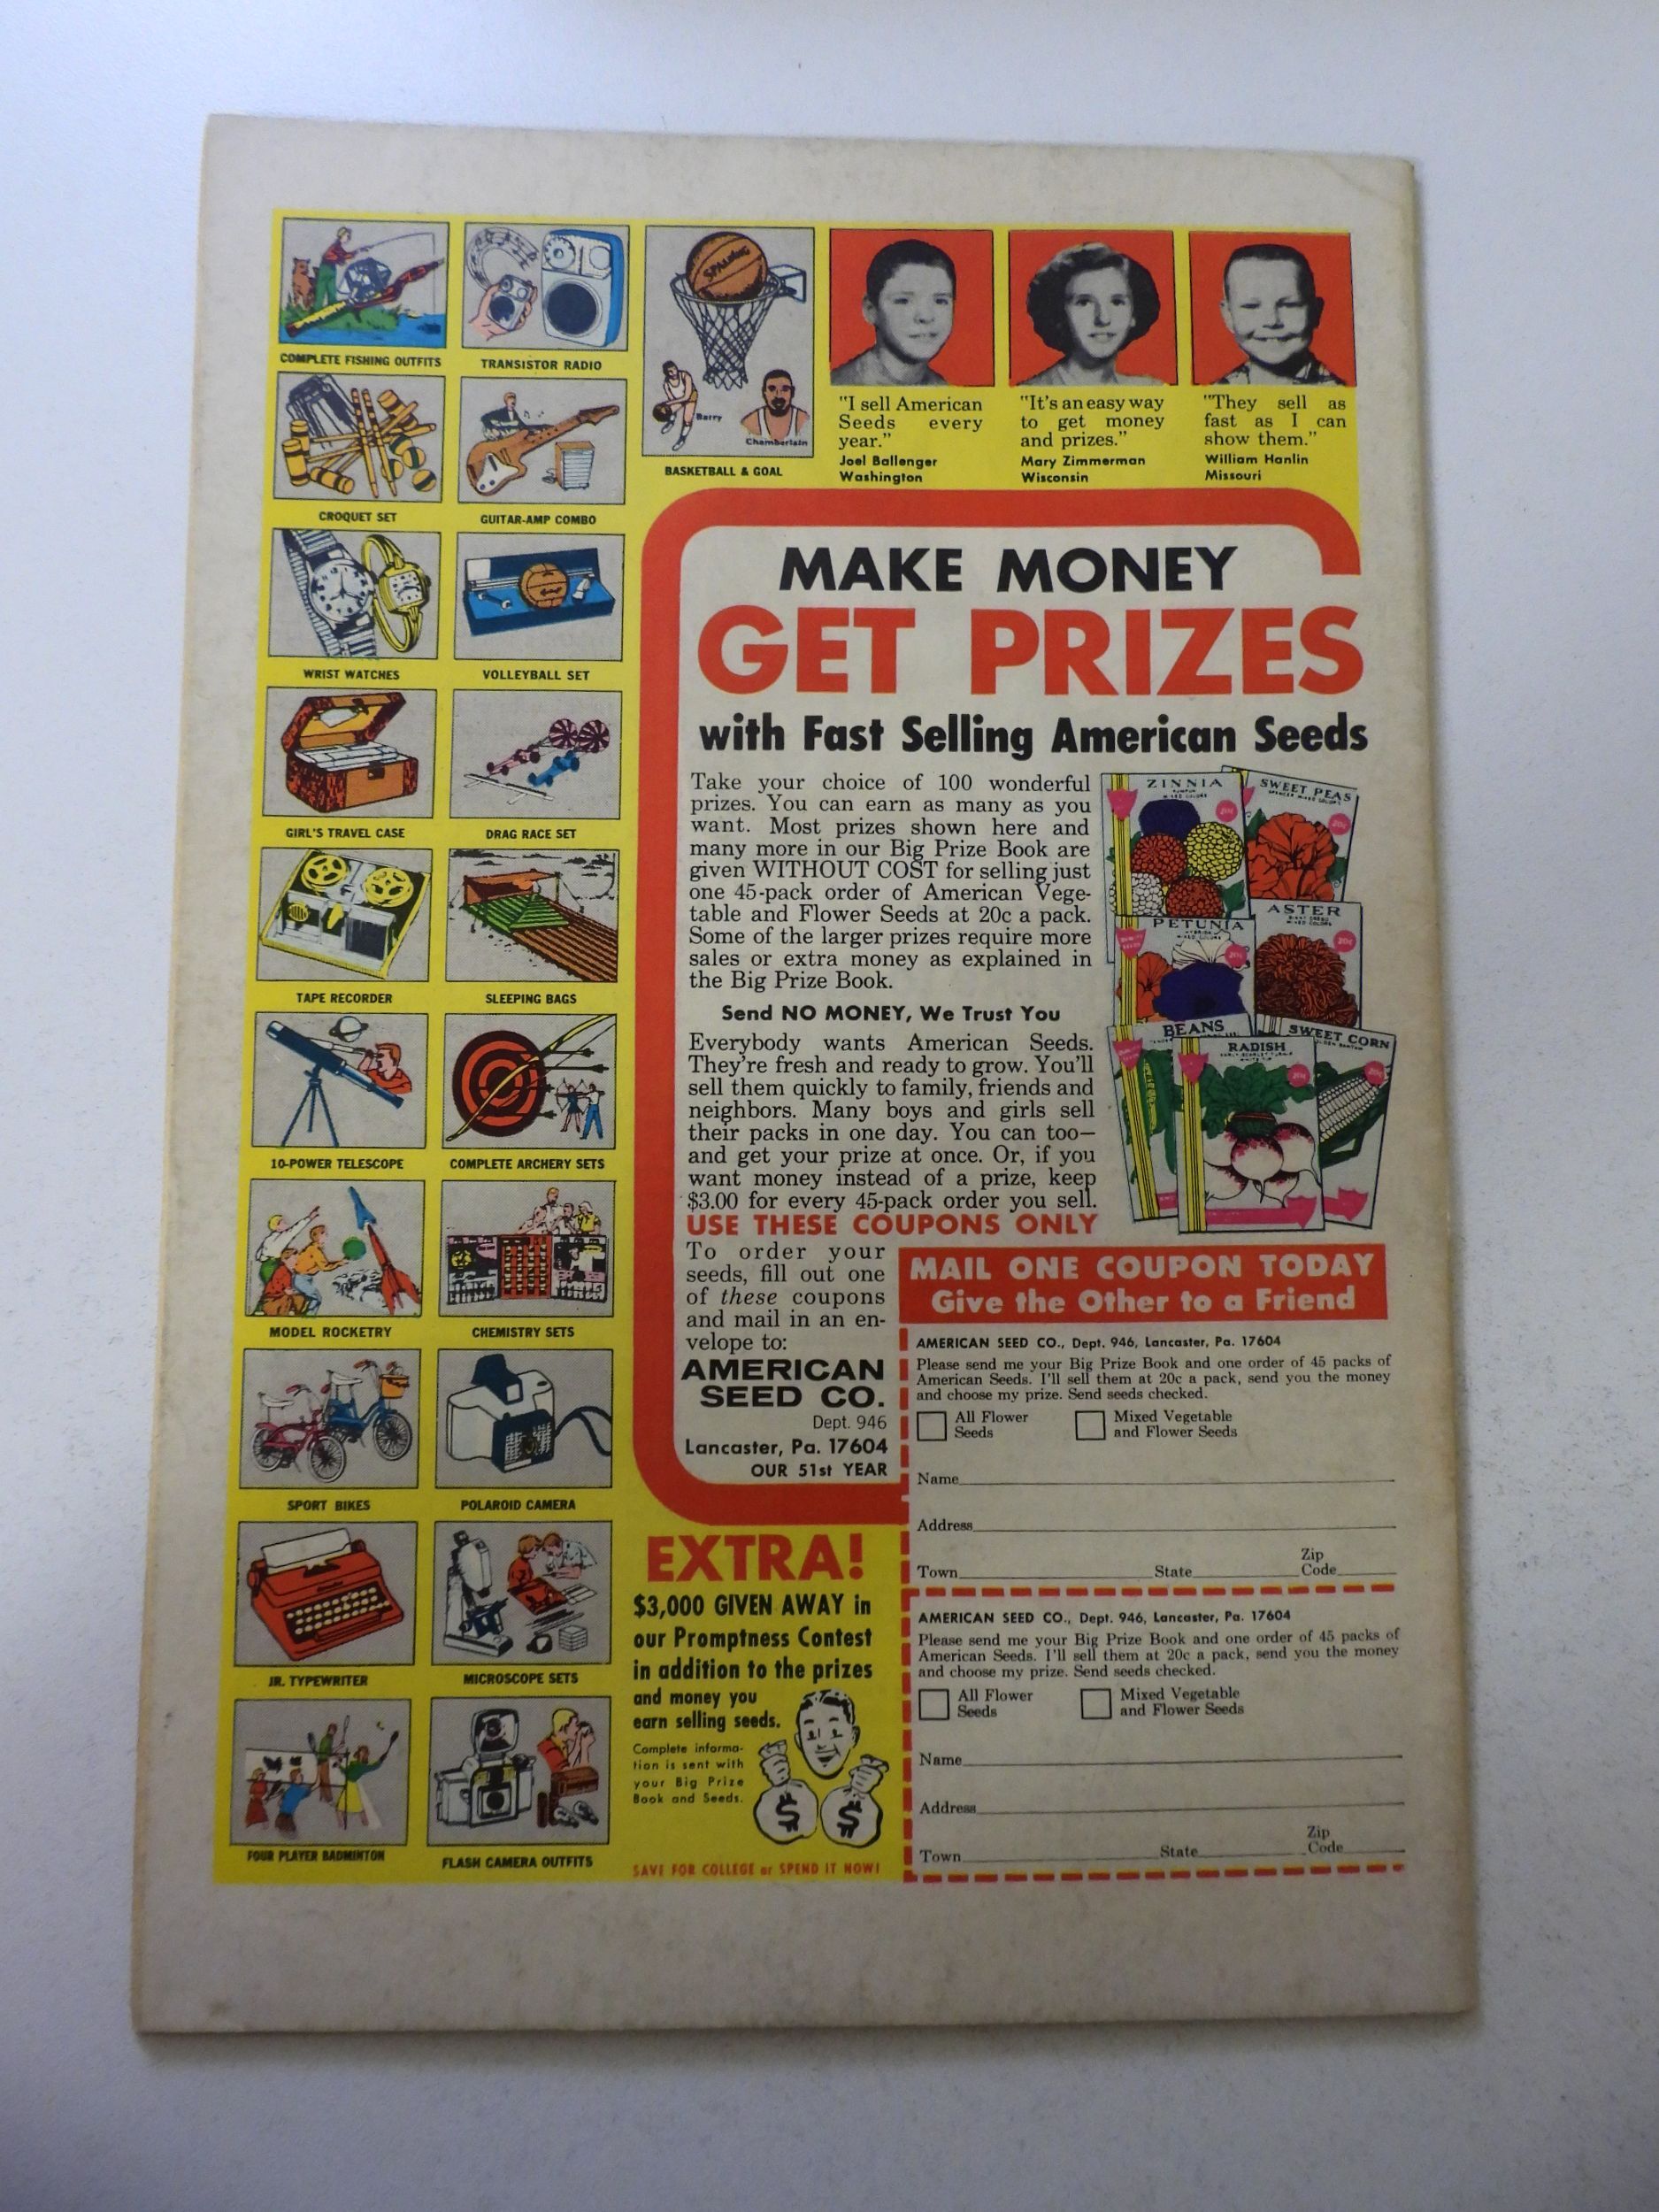 COMPLETE FISHING OUTFITS
TRANSISTOR RADIO
SPALDING
Barry
Chamberlain
BASKETBALL & GOAL
"I sell American
Seeds every
year."
Joel Ballenger
Washington
"It's an easy way
to get money
and prizes."
Mary Zimmerman
Wisconsin
"They sell as
fast as I can
show them."
William Hanlin
Missouri
CROQUET SET
GUITAR-AMP COMBO
WRIST WATCHES
VOLLEYBALL SET
GIRL'S TRAVEL CASE
DRAG RACE SET
TAPE RECORDER
SLEEPING BAGS
10-POWER TELESCOPE
COMPLETE ARCHERY SETS
MODEL ROCKETRY
CHEMISTRY SETS
SPORT BIKES
POLAROID CAMERA
JR. TYPEWRITER
MICROSCOPE SETS
FOUR PLAYER BADMINTON
FLASH CAMERA OUTFITS
MAKE MONEY
GET PRIZES
with Fast Selling American Seeds
Take your choice of 100 wonderful
prizes. You can earn as many as you
want. Most prizes shown here and
many more in our Big Prize Book are
given WITHOUT COST for selling just
one 45-pack order of American Vege-
table and Flower Seeds at 20c a pack.
Some of the larger prizes require more
sales or extra money as explained in
the Big Prize Book.
Send NO MONEY, We Trust You
Everybody wants American Seeds.
They're fresh and ready to grow. You'll
sell them quickly to family, friends and
neighbors. Many boys and girls sell
their packs in one day. You can too—
and get your prize at once. Or, if you
want money instead of a prize, keep
$3.00 for every 45-pack order you sell.
USE THESE COUPONS ONLY
To order your
seeds, fill out one
of these coupons
and mail in an en-
velope to:
AMERICAN
SEED CO.
Dept. 946
Lancaster, Pa. 17604
OUR 51st YEAR
ZINNIA
MIXED COLORS
20c
SWEET PEAS
20c
PETUNIA
MIXED COLORS
20c
ASTER
MIXED COLORS
20c
BEANS
RADISH
20c
SWEET CORN
20c
MAIL ONE COUPON TODAY
Give the Other to a Friend
AMERICAN SEED CO., Dept. 946, Lancaster, Pa. 17604
Please send me your Big Prize Book and one order of 45 packs of
American Seeds. I'll sell them at 20c a pack, send you the money
and choose my prize. Send seeds checked.
All Flower
Seeds
Mixed Vegetable
and Flower Seeds
Name
Address
Town State Zip
Code
AMERICAN SEED CO., Dept. 946, Lancaster, Pa. 17604
Please send me your Big Prize Book and one order of 45 packs of
American Seeds. I'll sell them at 20c a pack, send you the money
and choose my prize. Send seeds checked.
All Flower
Seeds
Mixed Vegetable
and Flower Seeds
Name
Address
Town State Zip
Code
EXTRA!
$3,000 GIVEN AWAY in
our Promptness Contest
in addition to the prizes
and money you
earn selling seeds.
Complete informa-
tion is sent with
your Big Prize
Book and Seeds.
$ $
SAVE FOR COLLEGE or SPEND IT NOW!